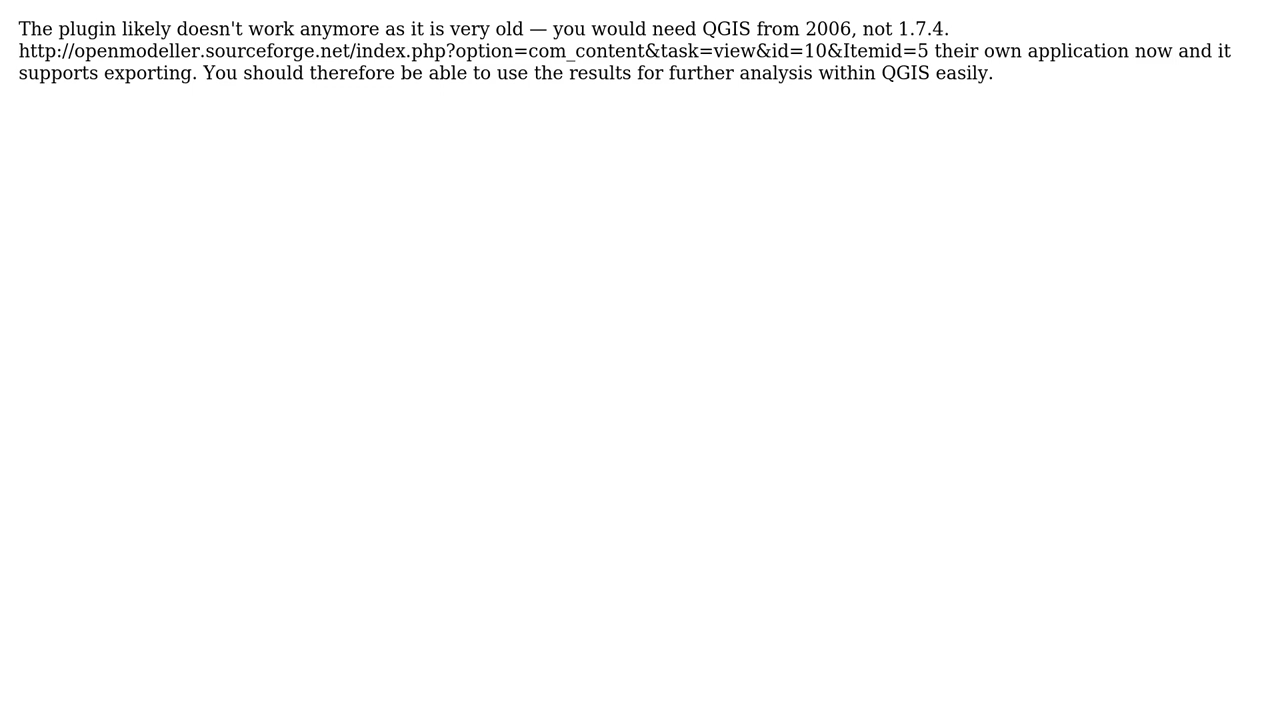 The plugin likely doesn't work anymore as it is very old — you would need QGIS from 2006, not 1.7.4.
http://openmodeller.sourceforge.net/index.php?option=com_content&task=view&id=10&Itemid=5 their own application now and it
supports exporting. You should therefore be able to use the results for further analysis within QGIS easily.